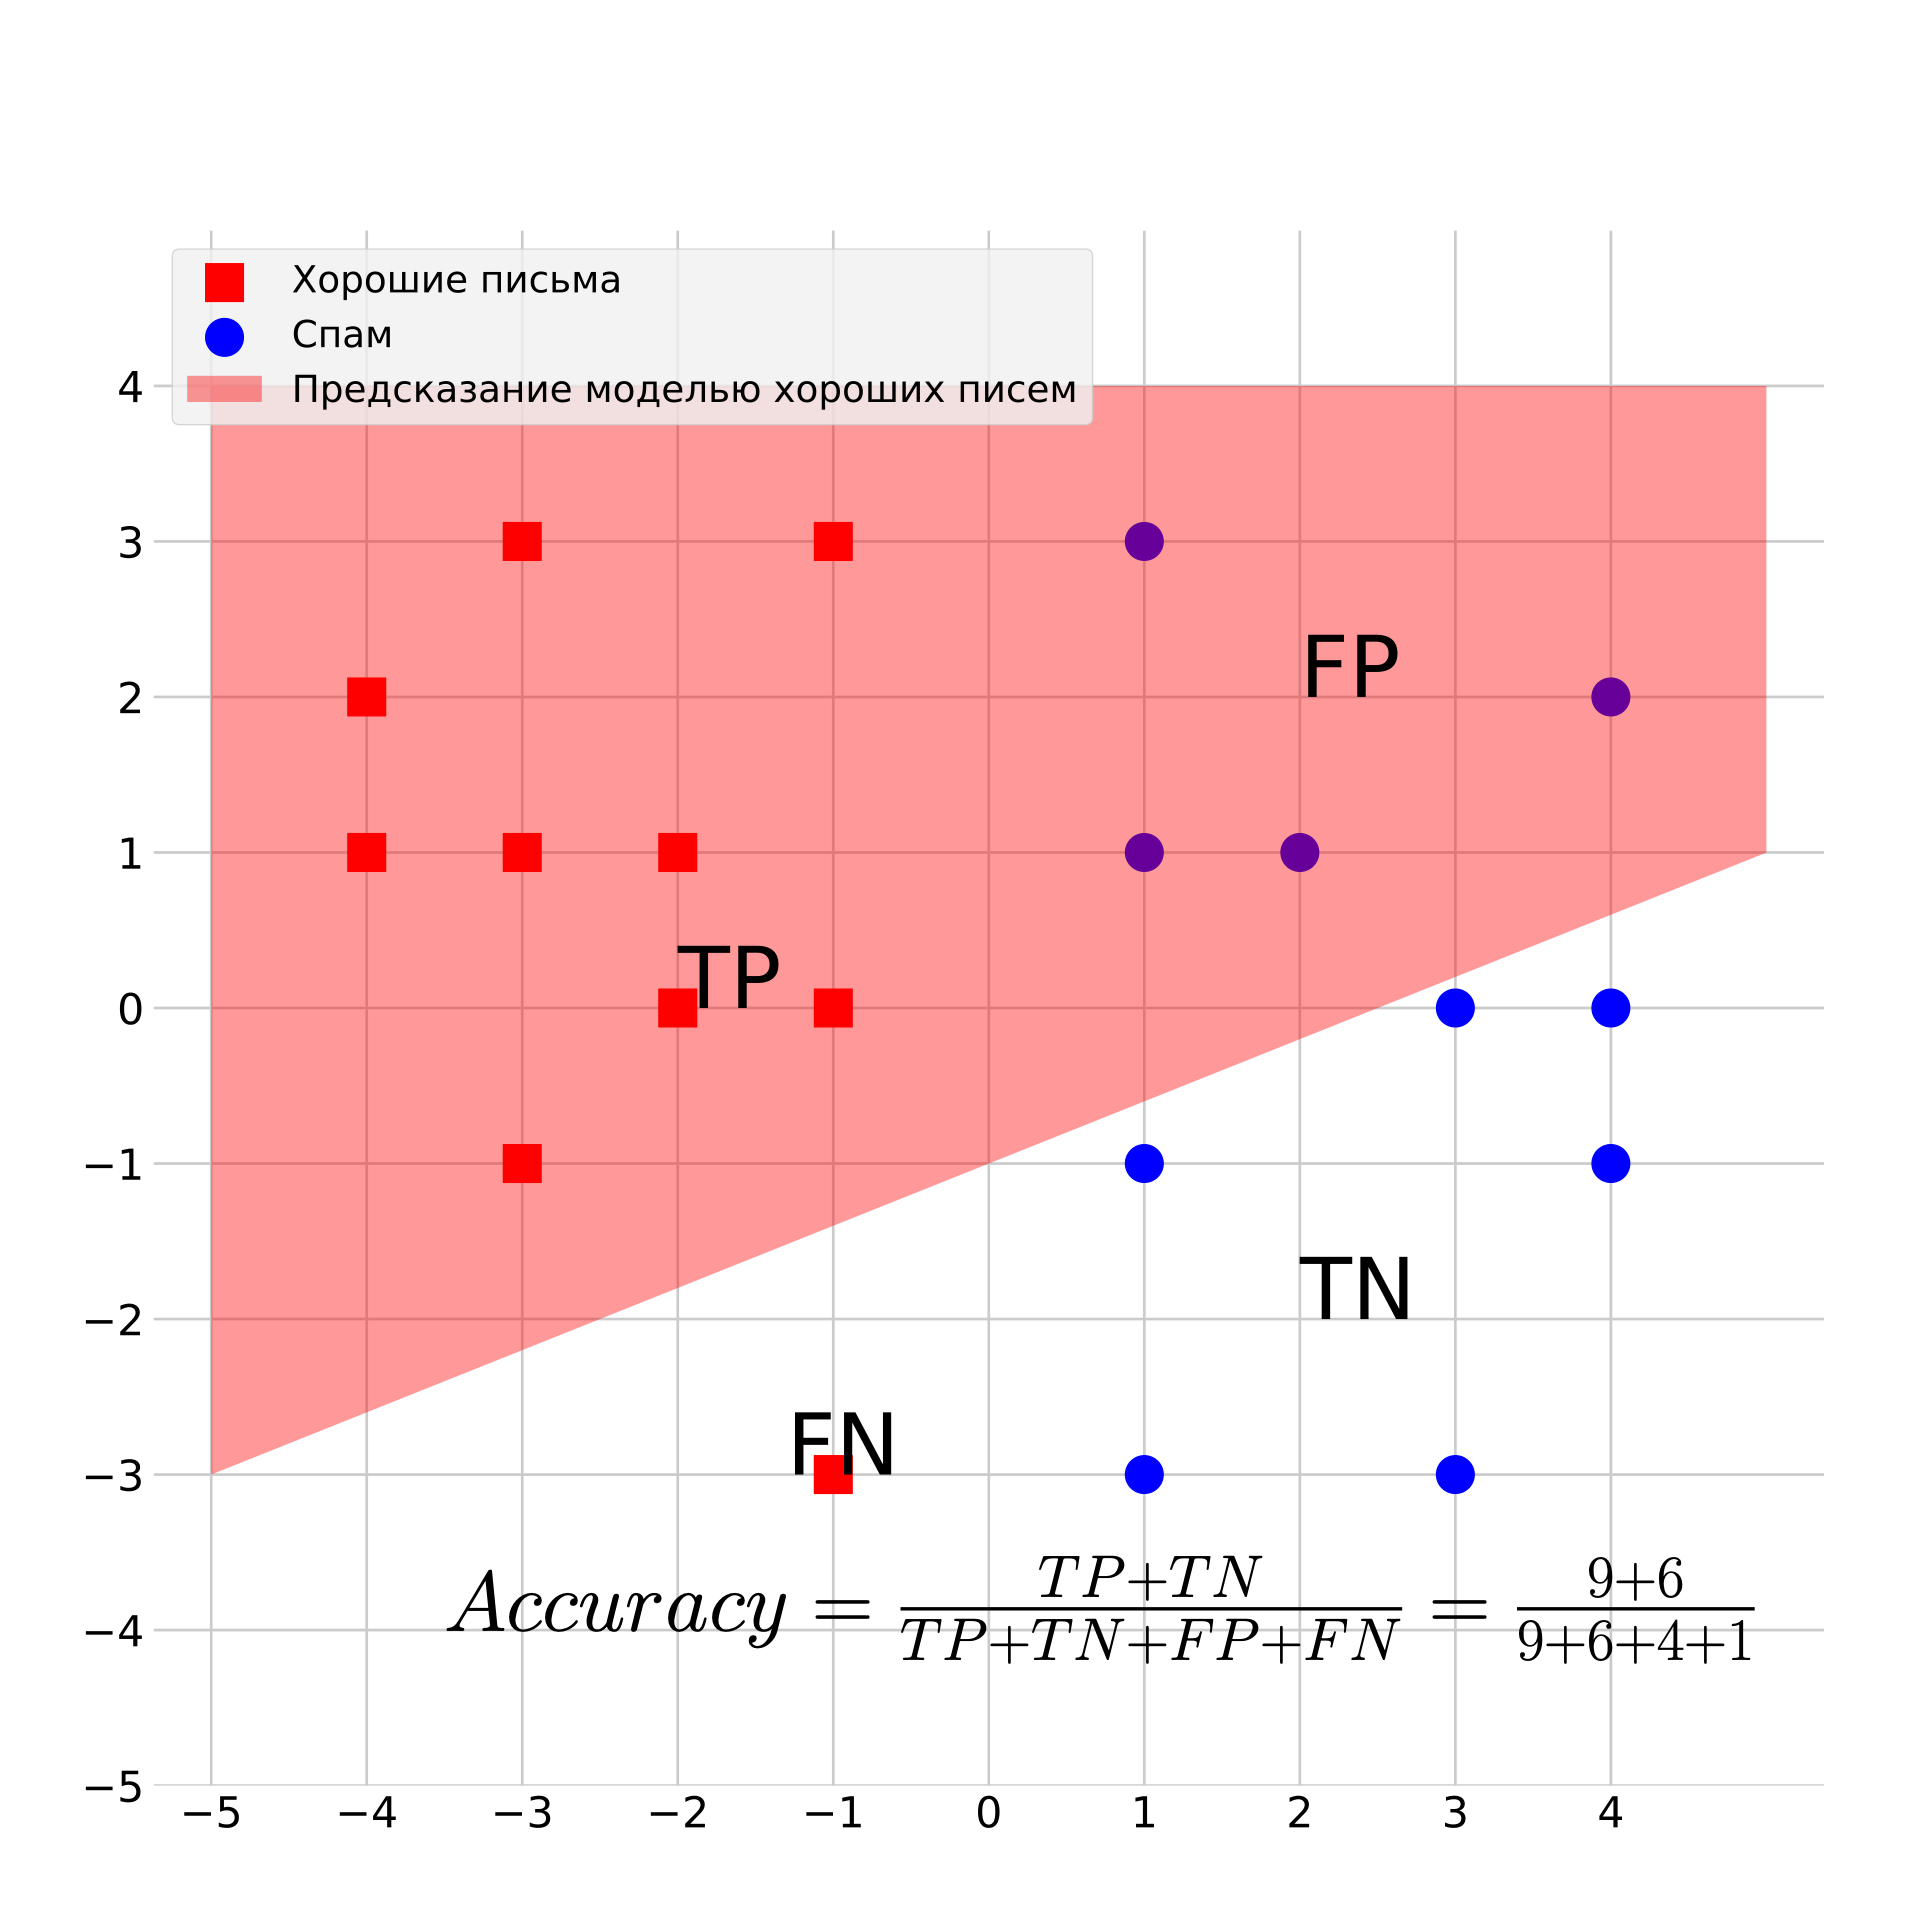 Хорошие письма
Спам
Предсказание моделью хороших писем
4
3
FP
2
1
TP
0
−1
TN
−2
FN
−3
Accuracy = \frac{TP+TN}{TP+TN+FP+FN} = \frac{9+6}{9+6+4+1}
−4
−5
−5 −4 −3 −2 −1 0 1 2 3 4